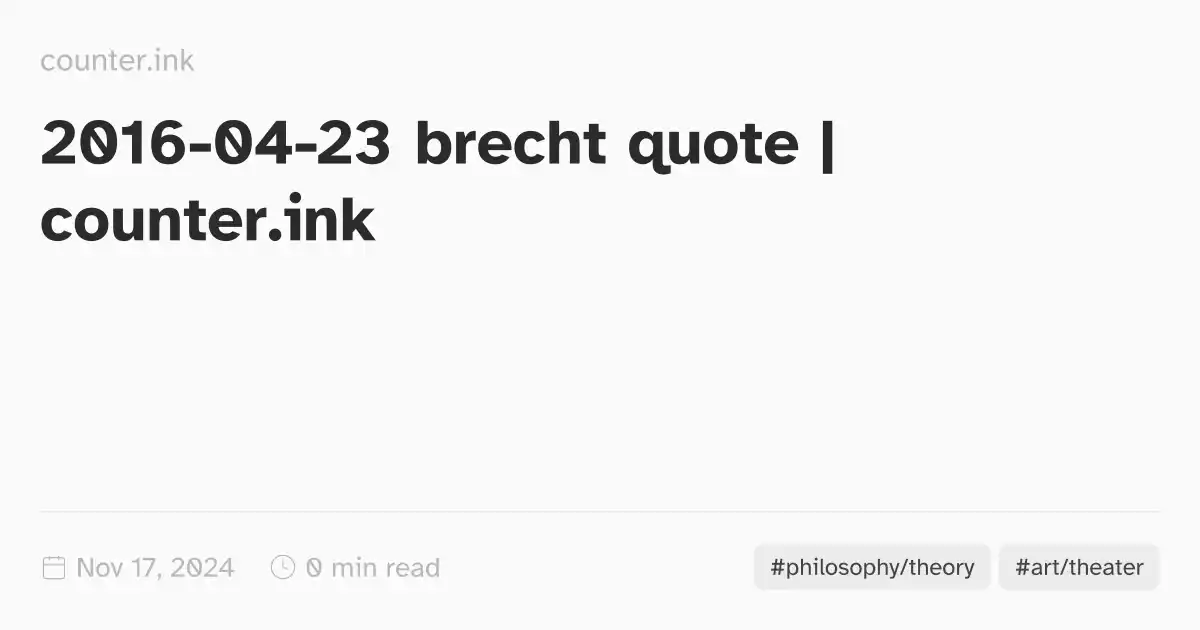 counter.ink
2016-04-23 brecht quote |
counter.ink
Nov 17, 2024 0 min read #philosophy/theory #art/theater